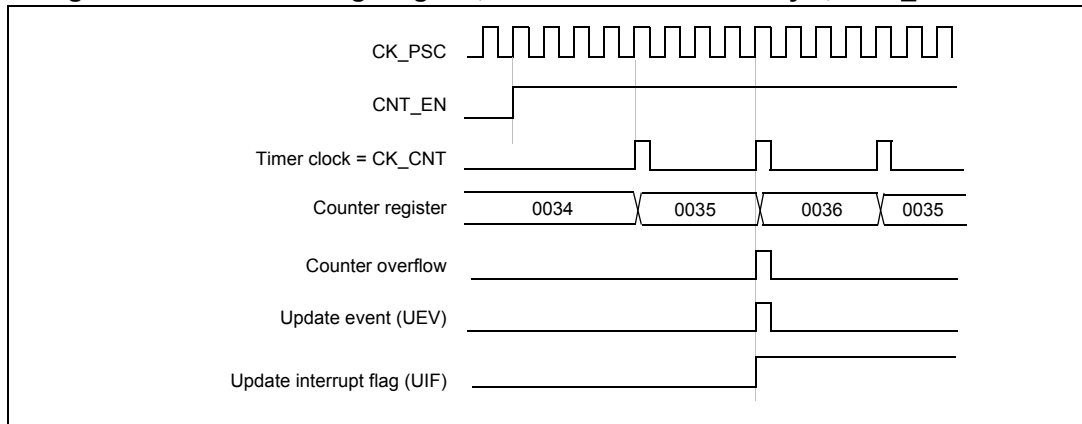 CK_PSC
CNT_EN
Timer clock = CK_CNT
Counter register 0034 0035 0036 0035
Counter overflow
Update event (UEV)
Update interrupt flag (UIF)